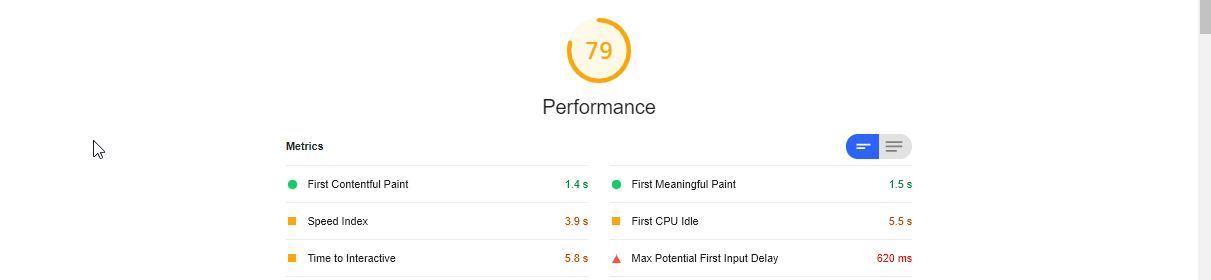 79
Performance
Metrics
First Contentful Paint 1.4 s
First Meaningful Paint 1.5 s
Speed Index 3.9 s
First CPU Idle 5.5 s
Time to Interactive 5.8 s
Max Potential First Input Delay 620 ms